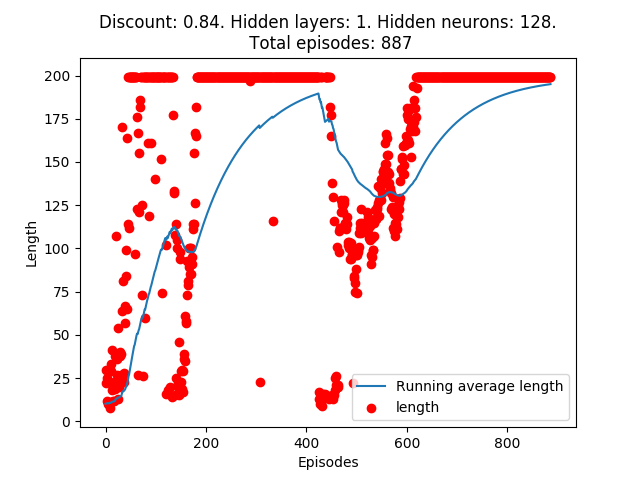 Discount: 0.84. Hidden layers: 1. Hidden neurons: 128.
Total episodes: 887
200
175
150
125
100
75
50
25
0
Length
0
200
400
600
800
Episodes
Running average length
length